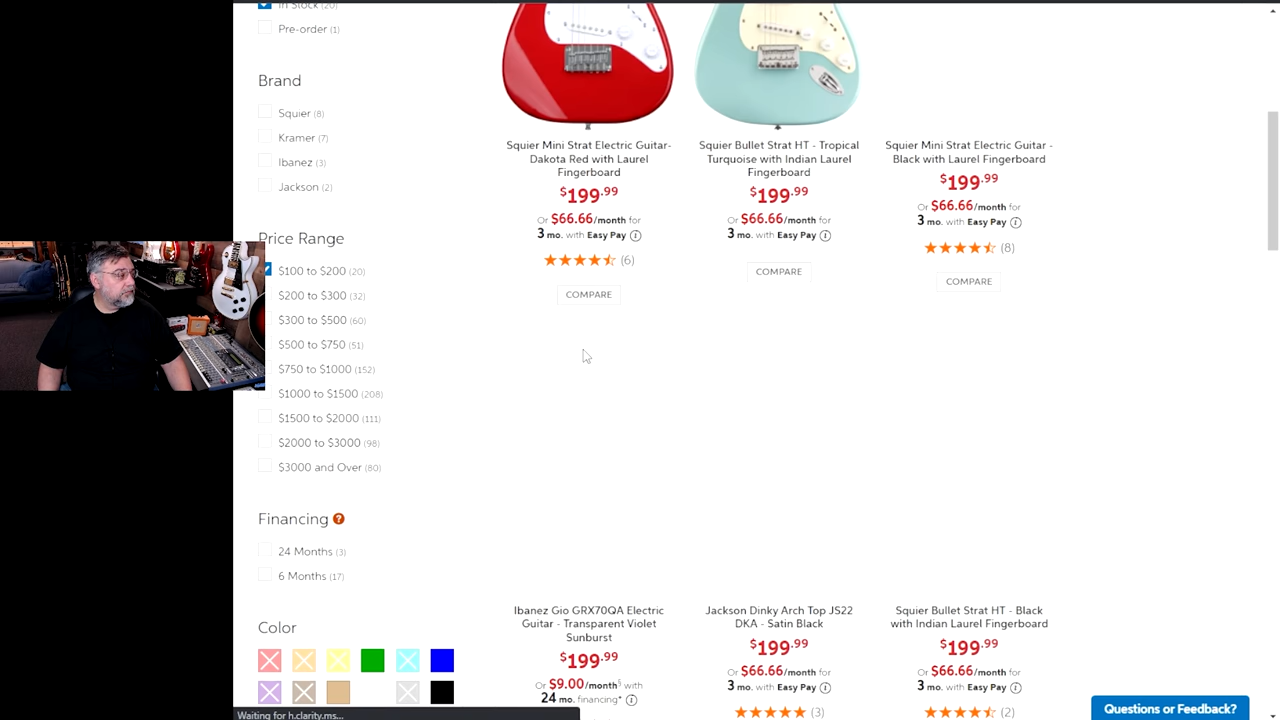 In Stock (20)
Pre-order (1)
Brand
Squier (8)
Kramer (7)
Ibanez (3)
Jackson (2)
Price Range
$100 to $200 (20)
$200 to $300 (32)
$300 to $500 (60)
$500 to $750 (51)
$750 to $1000 (152)
$1000 to $1500 (208)
$1500 to $2000 (111)
$2000 to $3000 (98)
$3000 and Over (80)
Financing ?
24 Months (3)
6 Months (17)
Color
Squier Mini Strat Electric Guitar-
Dakota Red with Laurel
Fingerboard
$199.99
Or $66.66/month for
3 mo. with Easy Pay i
(6)
COMPARE
Squier Bullet Strat HT - Tropical
Turquoise with Indian Laurel
Fingerboard
$199.99
Or $66.66/month for
3 mo. with Easy Pay i
COMPARE
Squier Mini Strat Electric Guitar -
Black with Laurel Fingerboard
$199.99
Or $66.66/month for
3 mo. with Easy Pay i
(8)
COMPARE
Ibanez Gio GRX70QA Electric
Guitar - Transparent Violet
Sunburst
$199.99
Or $9.00/month§ with
24 mo. financing* i
Jackson Dinky Arch Top JS22
DKA - Satin Black
$199.99
Or $66.66/month for
3 mo. with Easy Pay i
(3)
Squier Bullet Strat HT - Black
with Indian Laurel Fingerboard
$199.99
Or $66.66/month for
3 mo. with Easy Pay i
(2)
Questions or Feedback?
Waiting for h.clarity.ms...